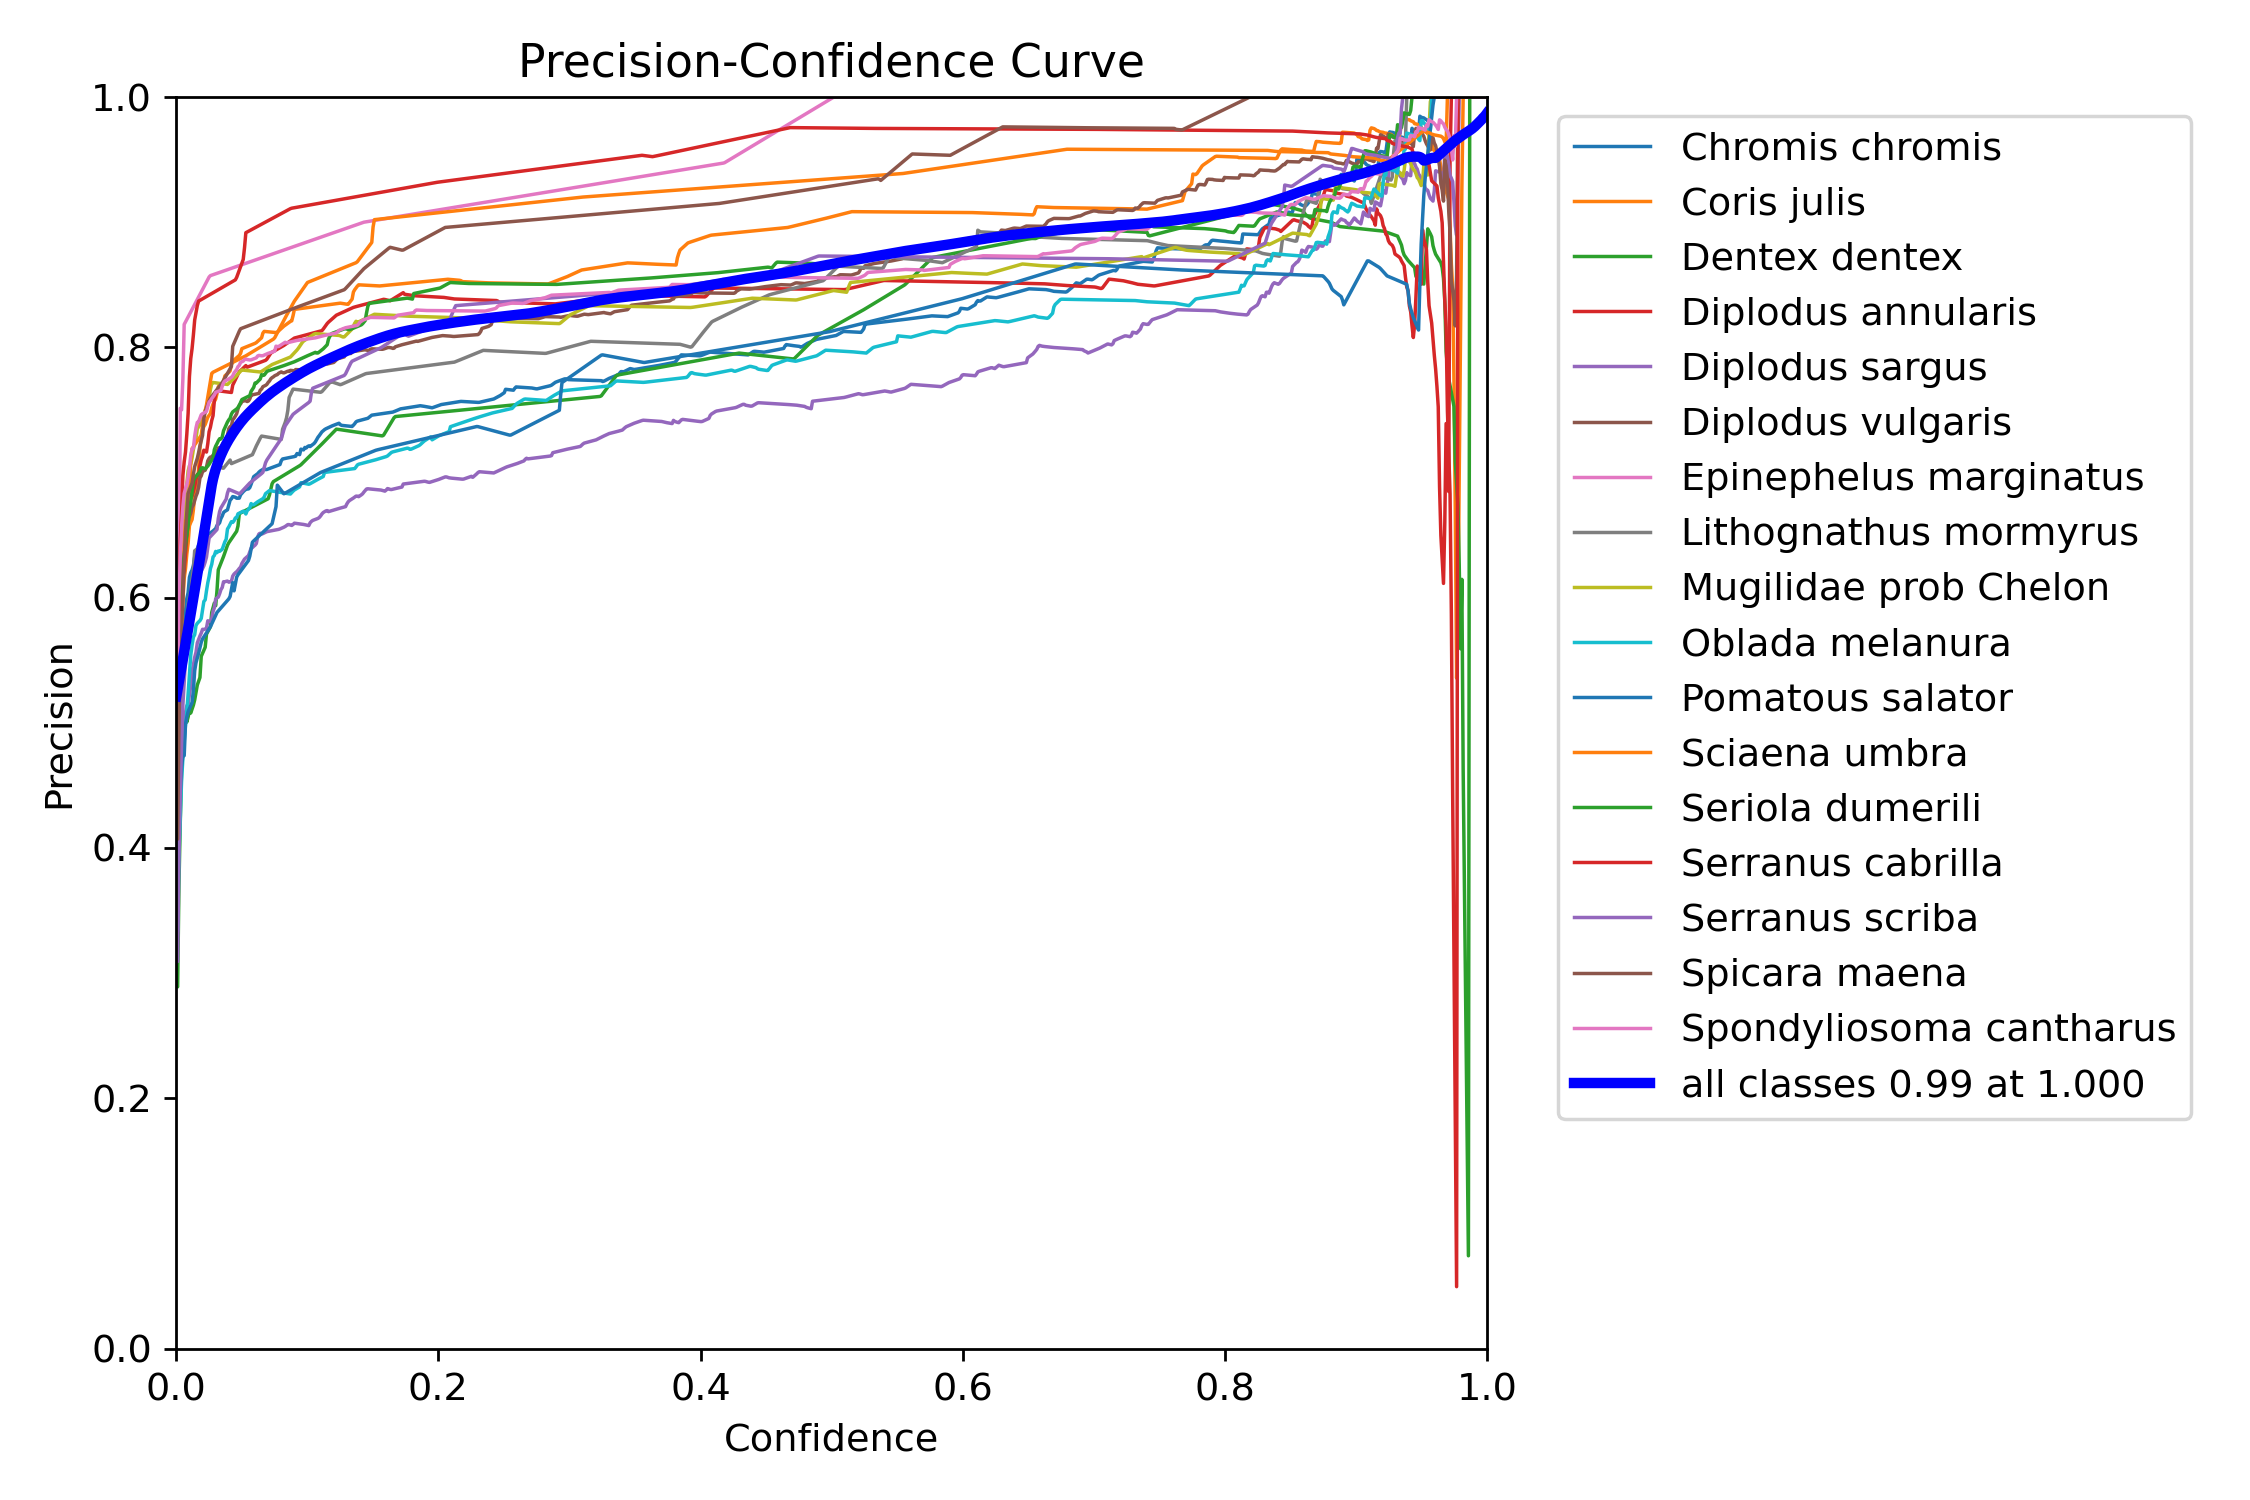 Precision-Confidence Curve
1.0
0.8
0.6
0.4
0.2
0.0
Precision
0.0 0.2 0.4 0.6 0.8 1.0
Confidence
Chromis chromis
Coris julis
Dentex dentex
Diplodus annularis
Diplodus sargus
Diplodus vulgaris
Epinephelus marginatus
Lithognathus mormyrus
Mugilidae prob Chelon
Oblada melanura
Pomatous salator
Sciaena umbra
Seriola dumerili
Serranus cabrilla
Serranus scriba
Spicara maena
Spondyliosoma cantharus
all classes 0.99 at 1.000